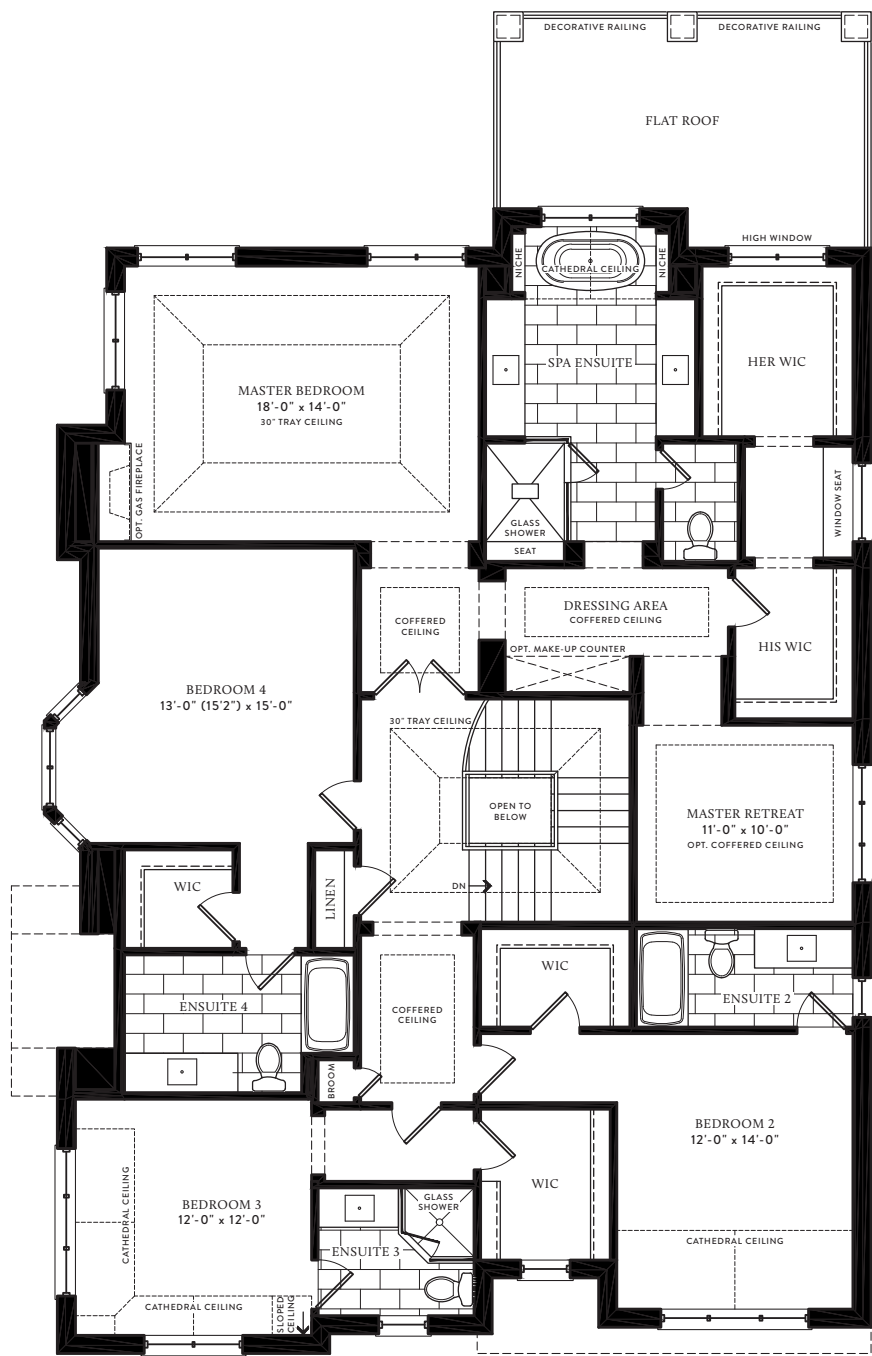 DECORATIVE RAILING
DECORATIVE RAILING
FLAT ROOF
HIGH WINDOW
NICHE
CATHEDRAL CEILING
NICHE
SPA ENSUITE
HER WIC
MASTER BEDROOM
18'-0" x 14'-0"
30" TRAY CEILING
OPT. GAS FIREPLACE
GLASS
SHOWER
SEAT
WINDOW SEAT
COFFERED
CEILING
DRESSING AREA
COFFERED CEILING
OPT. MAKE-UP COUNTER
HIS WIC
BEDROOM 4
13'-0" (15'2") x 15'-0"
30" TRAY CEILING
OPEN TO
BELOW
DN
MASTER RETREAT
11'-0" x 10'-0"
OPT. COFFERED CEILING
WIC
LINEN
WIC
ENSUITE 2
ENSUITE 4
COFFERED
CEILING
BROOM
BEDROOM 2
12'-0" x 14'-0"
CATHEDRAL CEILING
CATHEDRAL CEILING
BEDROOM 3
12'-0" x 12'-0"
WIC
GLASS
SHOWER
ENSUITE 3
CATHEDRAL CEILING
SLOPED
CEILING